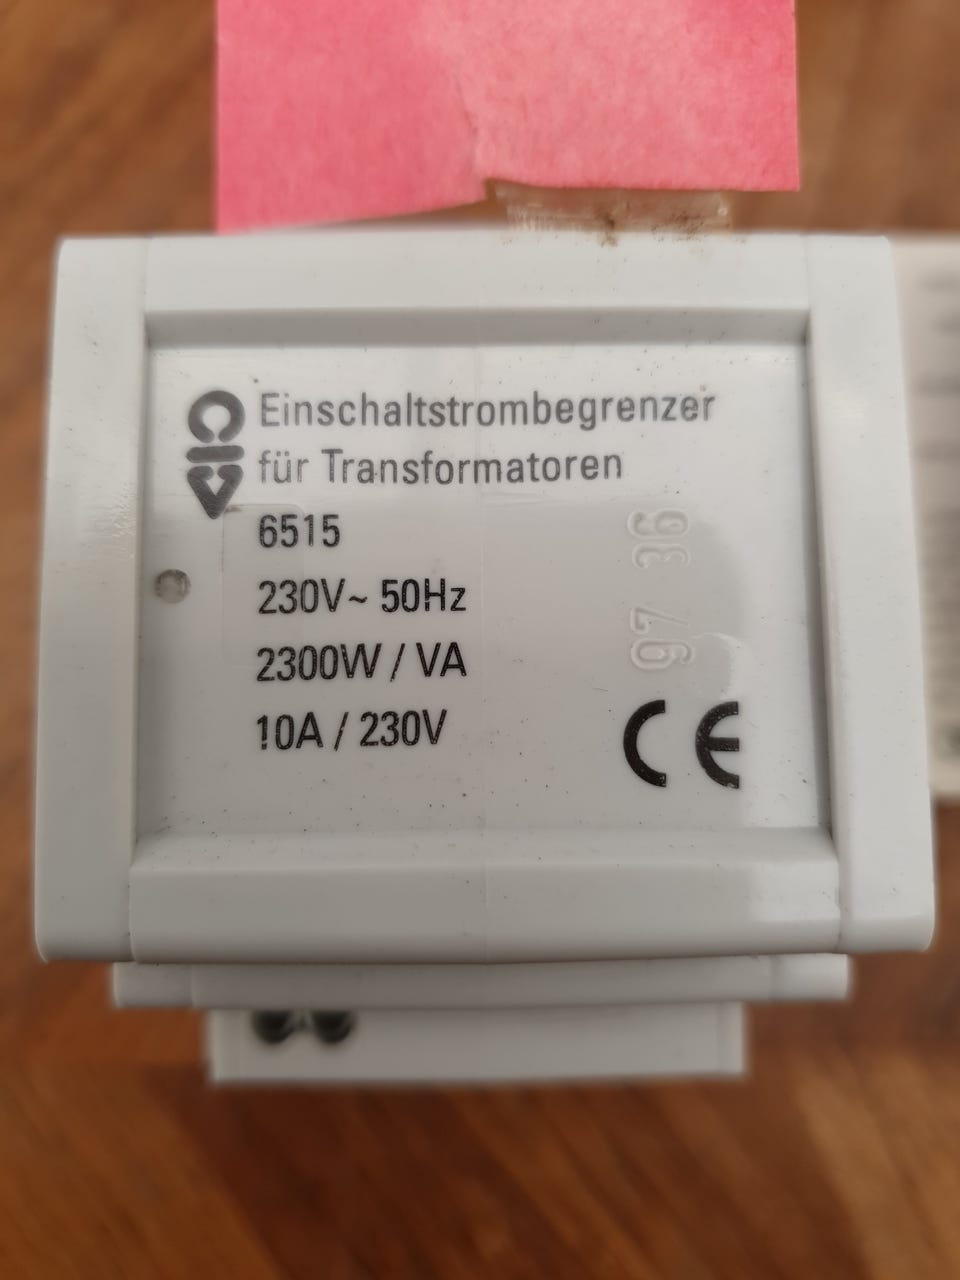 Einschaltstrombegrenzer
für Transformatoren
6515
230V~ 50Hz
2300W / VA
10A / 230V
97 36
CE